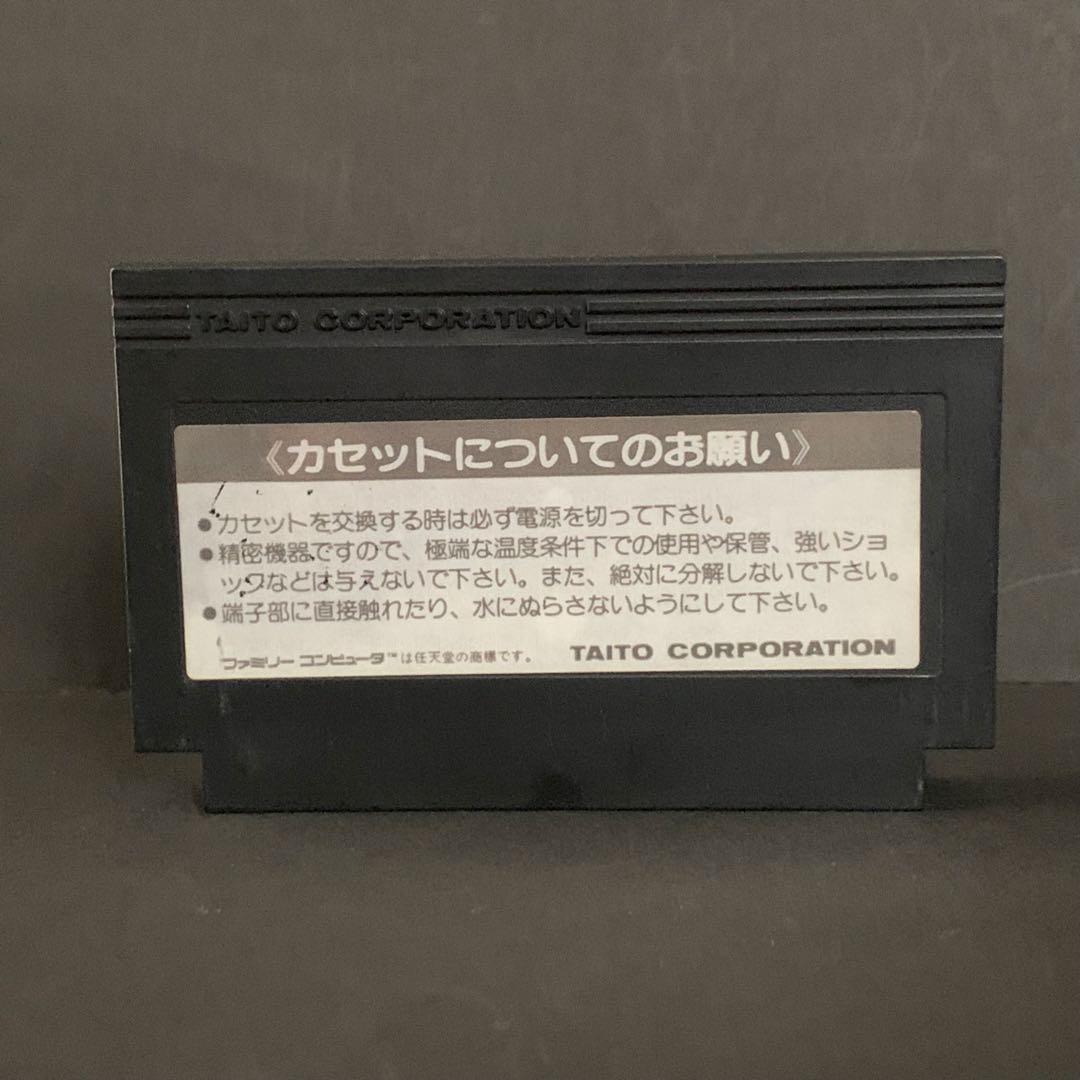 TAITO CORPORATION
《カセットについてのお願い》
●カセットを交換する時は必ず電源を切って下さい。
●精密機器ですので、極端な温度条件下での使用や保管、強いショ
ックなどは与えないで下さい。また、絶対に分解しないで下さい。
●端子部に直接触れたり、水にぬらさないようにして下さい。
ファミリーコンピュータ™は任天堂の商標です。 TAITO CORPORATION